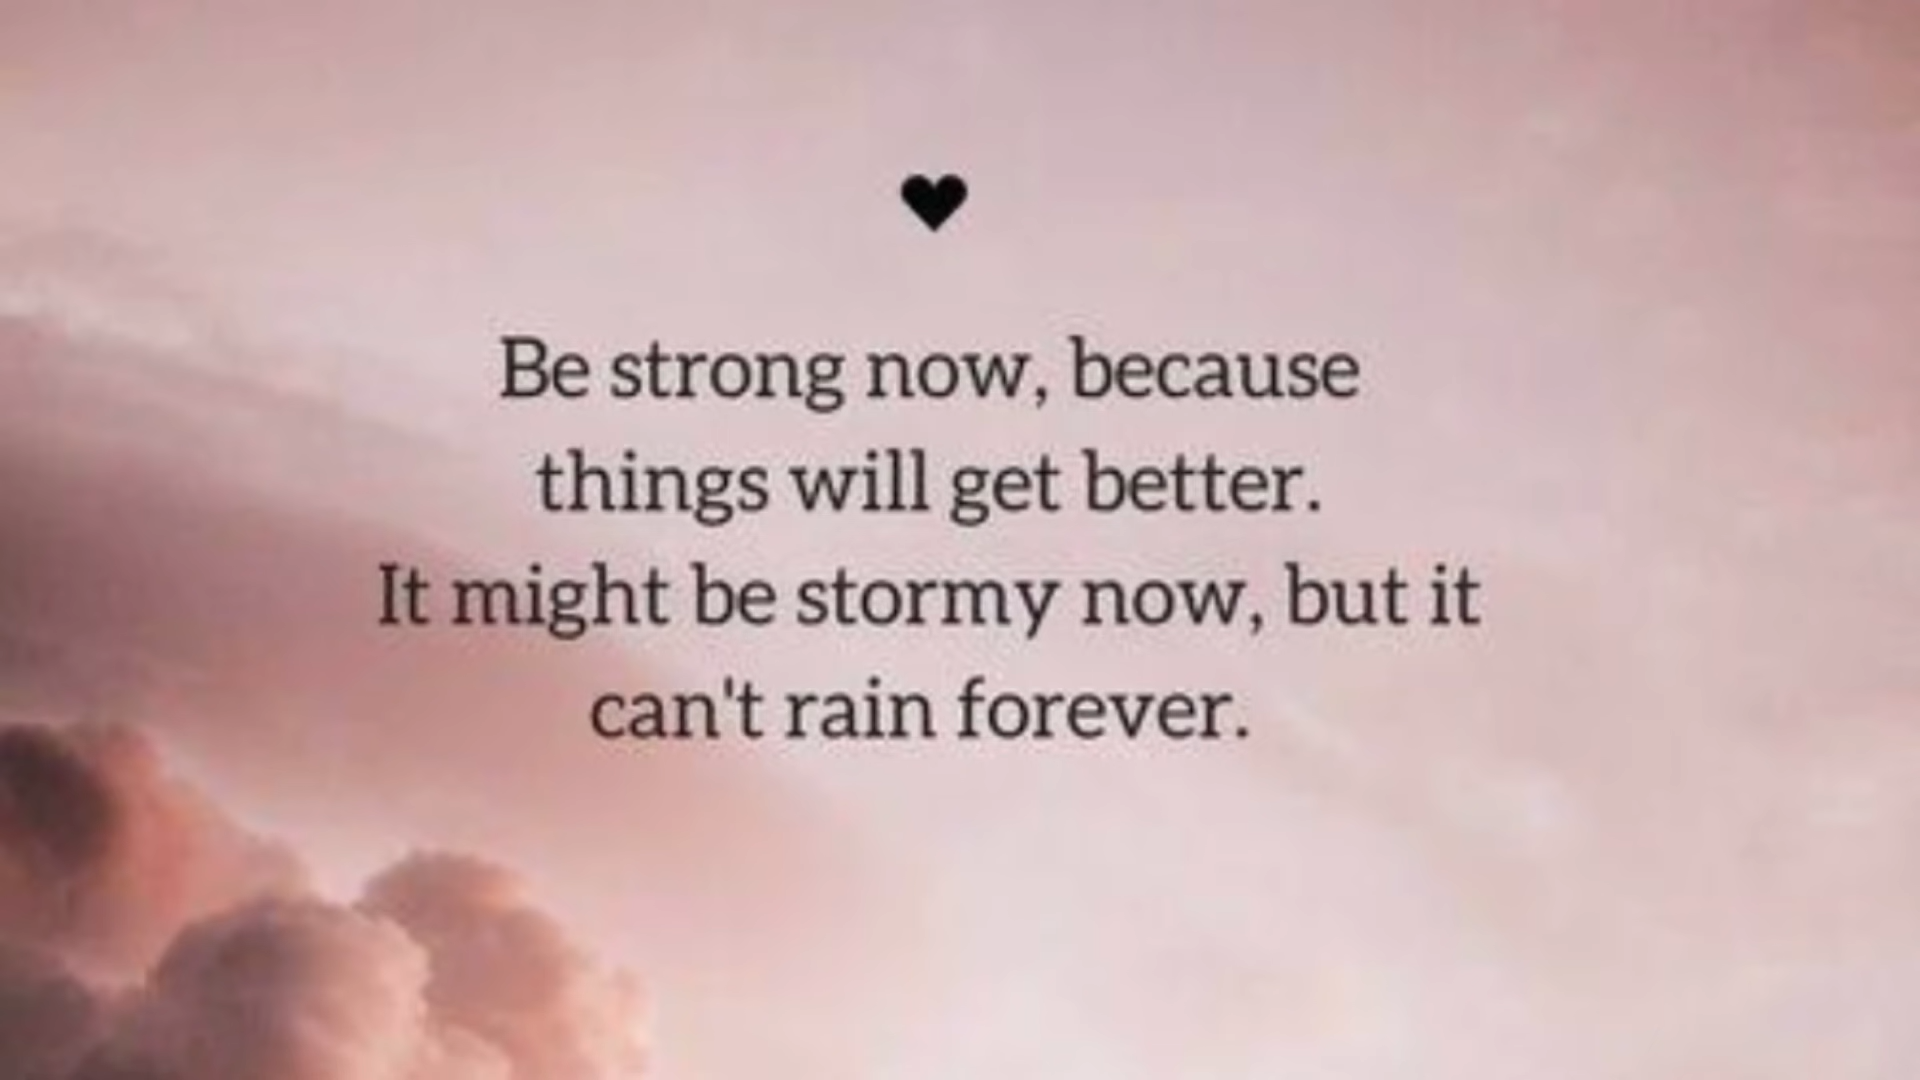 Be strong now, because
things will get better.
It might be stormy now, but it
can't rain forever.